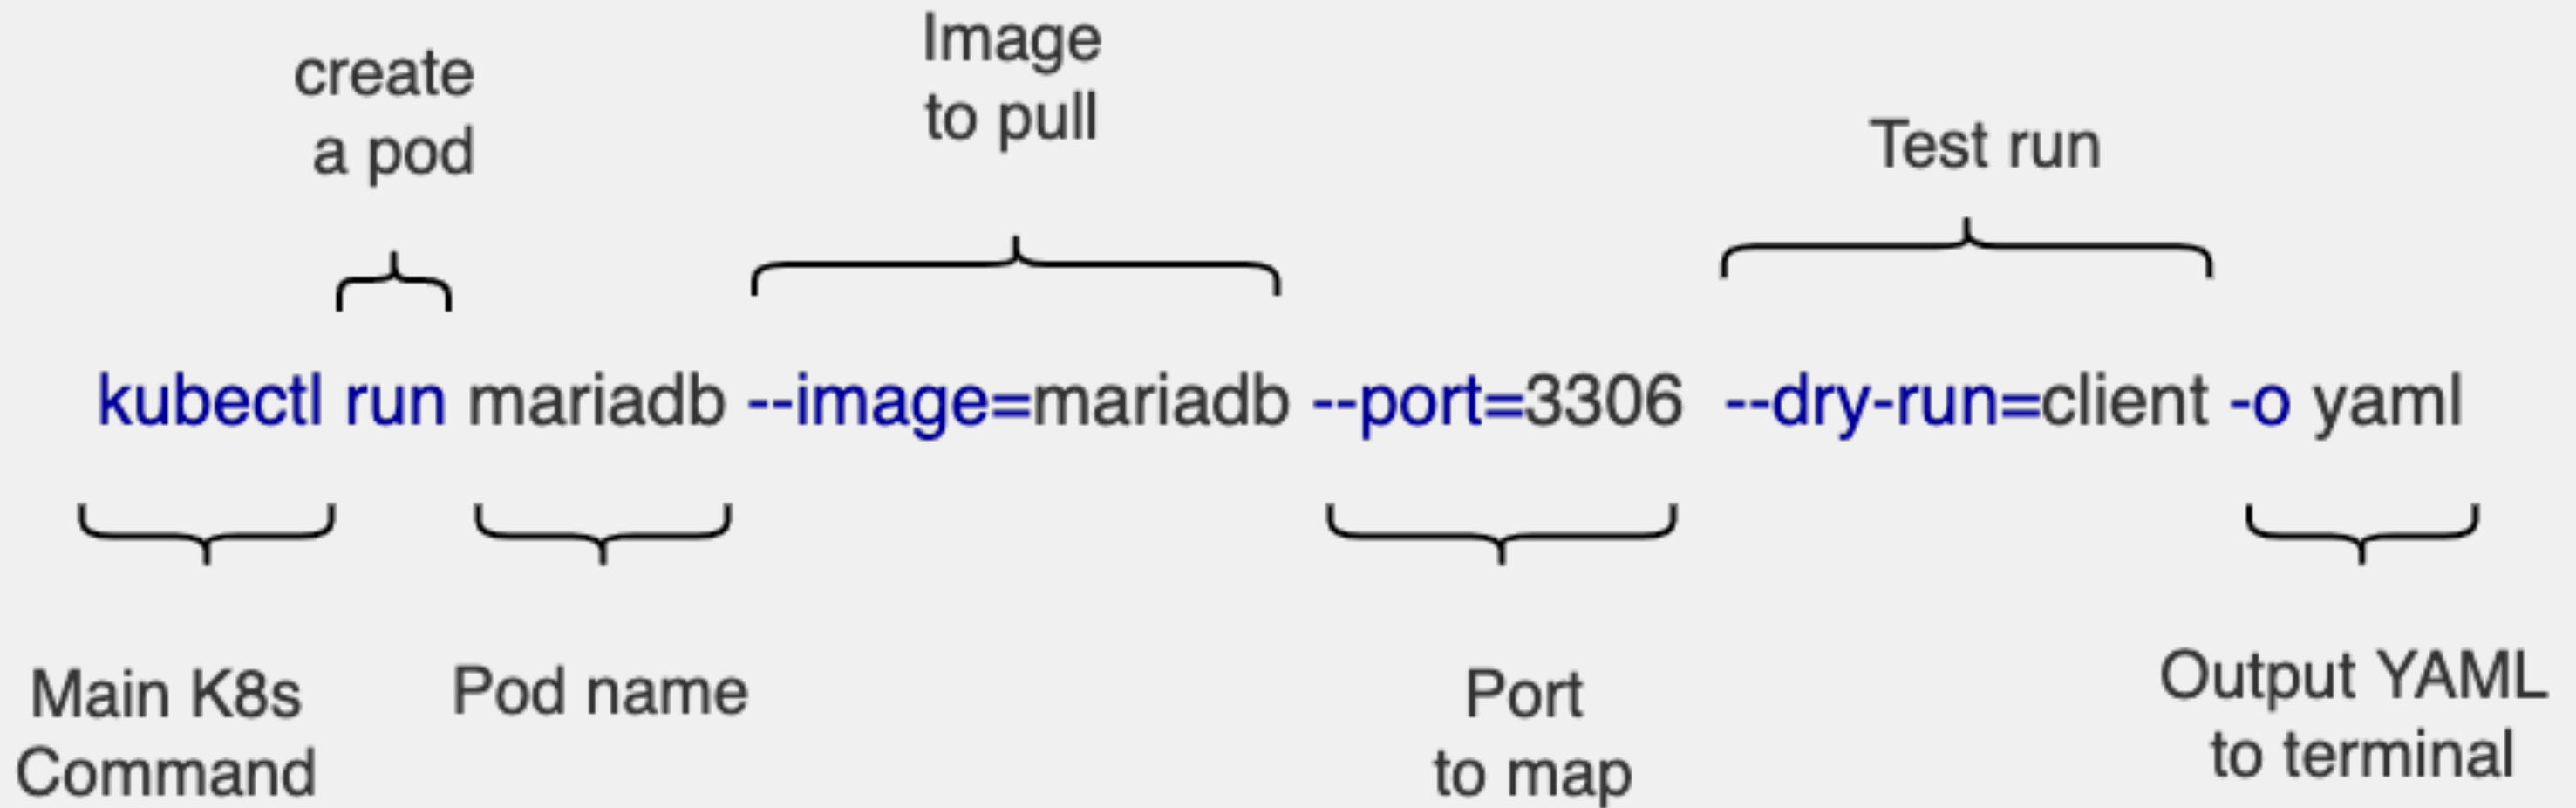 create
a pod
Image
to pull
Test run
kubectl run mariadb --image=mariadb --port=3306 --dry-run=client -o yaml
Main K8s
Command
Pod name
Port
to map
Output YAML
to terminal